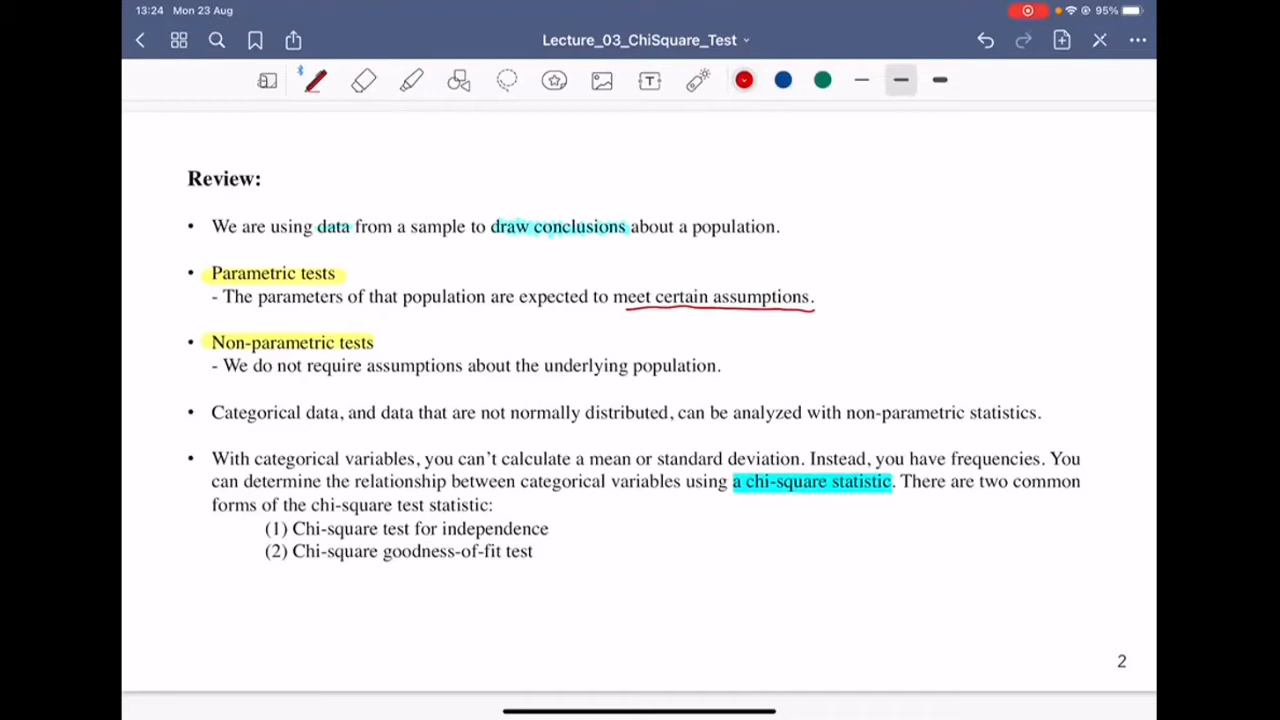 13:24 Mon 23 Aug
95%
Lecture_03_ChiSquare_Test
T
Review:
• We are using data from a sample to draw conclusions about a population.
• Parametric tests
- The parameters of that population are expected to meet certain assumptions.
• Non-parametric tests
- We do not require assumptions about the underlying population.
• Categorical data, and data that are not normally distributed, can be analyzed with non-parametric statistics.
• With categorical variables, you can’t calculate a mean or standard deviation. Instead, you have frequencies. You
can determine the relationship between categorical variables using a chi-square statistic. There are two common
forms of the chi-square test statistic:
(1) Chi-square test for independence
(2) Chi-square goodness-of-fit test
2